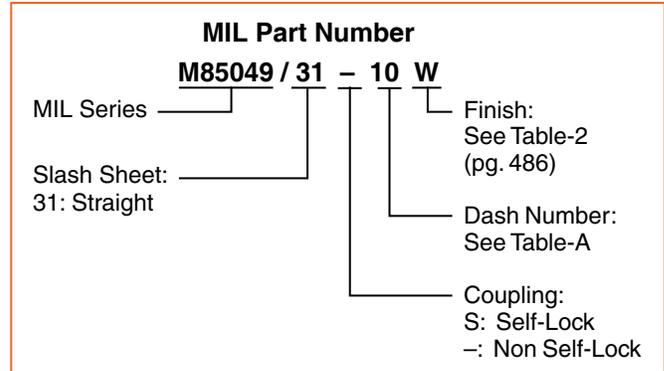 MIL Part Number
M85049 / 31 – 10 W
MIL Series
Finish:
See Table-2
(pg. 486)
Slash Sheet:
31: Straight
Dash Number:
See Table-A
Coupling:
S: Self-Lock
–: Non Self-Lock